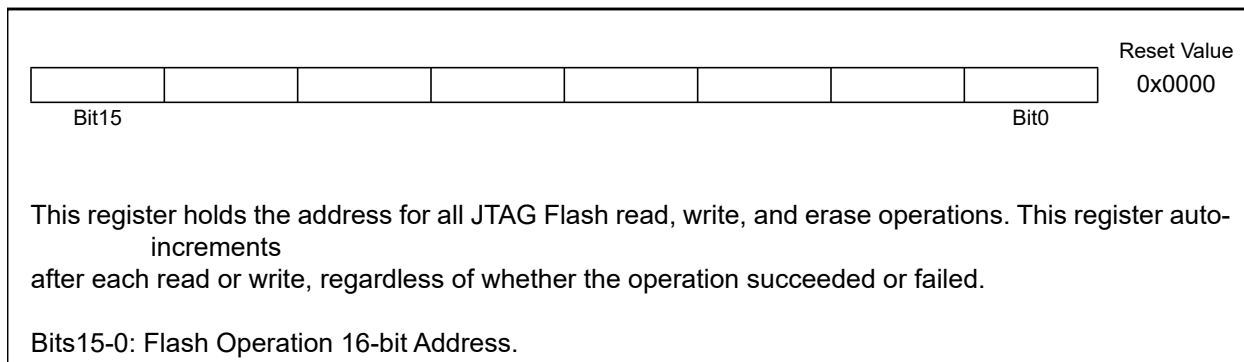 Reset Value
0x0000
Bit15 Bit0
This register holds the address for all JTAG Flash read, write, and erase operations. This register auto-
increments
after each read or write, regardless of whether the operation succeeded or failed.
Bits15-0: Flash Operation 16-bit Address.